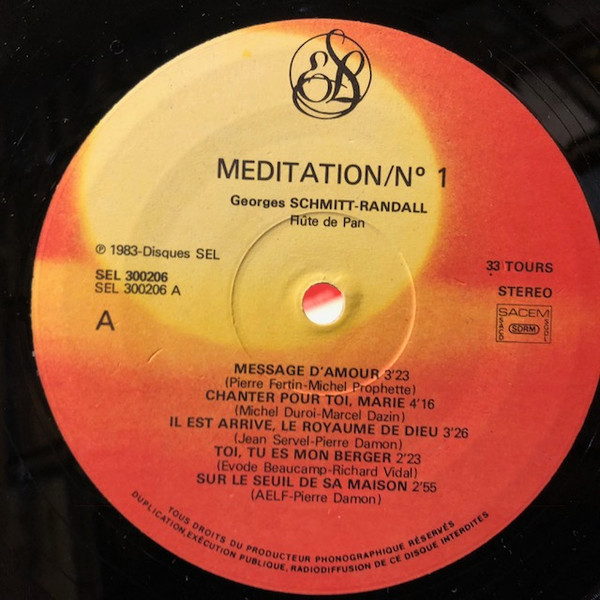 SEL
MEDITATION/Nº 1
Georges SCHMITT-RANDALL
Flûte de Pan
℗ 1983-Disques SEL
SEL 300206
SEL 300206 A
A
33 TOURS
STEREO
SACEM
SACD SDRM SGDL
MESSAGE D'AMOUR 3'23
(Pierre Fertin-Michel Prophette)
CHANTER POUR TOI, MARIE 4'16
(Michel Duroi-Marcel Dazin)
IL EST ARRIVE, LE ROYAUME DE DIEU 3'26
(Jean Servel-Pierre Damon)
TOI, TU ES MON BERGER 2'23
(Evode Beaucamp-Richard Vidal)
SUR LE SEUIL DE SA MAISON 2'55
(AELF-Pierre Damon)
TOUS DROITS DU PRODUCTEUR PHONOGRAPHIQUE RÉSERVÉS
DUPLICATION, EXÉCUTION PUBLIQUE, RADIODIFFUSION DE CE DISQUE INTERDITES